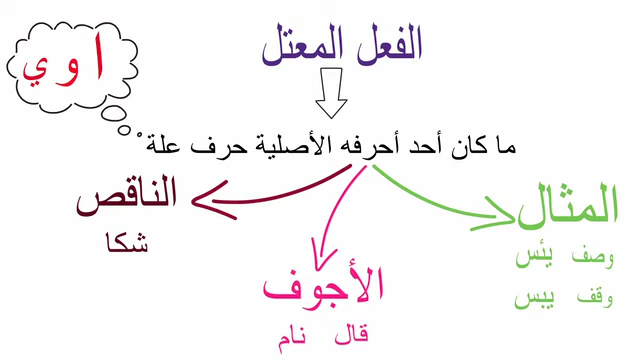 الفعل المعتل
ا و ي
ما كان أحد أحرفه الأصلية حرف علة
المثال
وصف يئس
وقف يبس
الأجوف
قال نام
الناقص
شكا